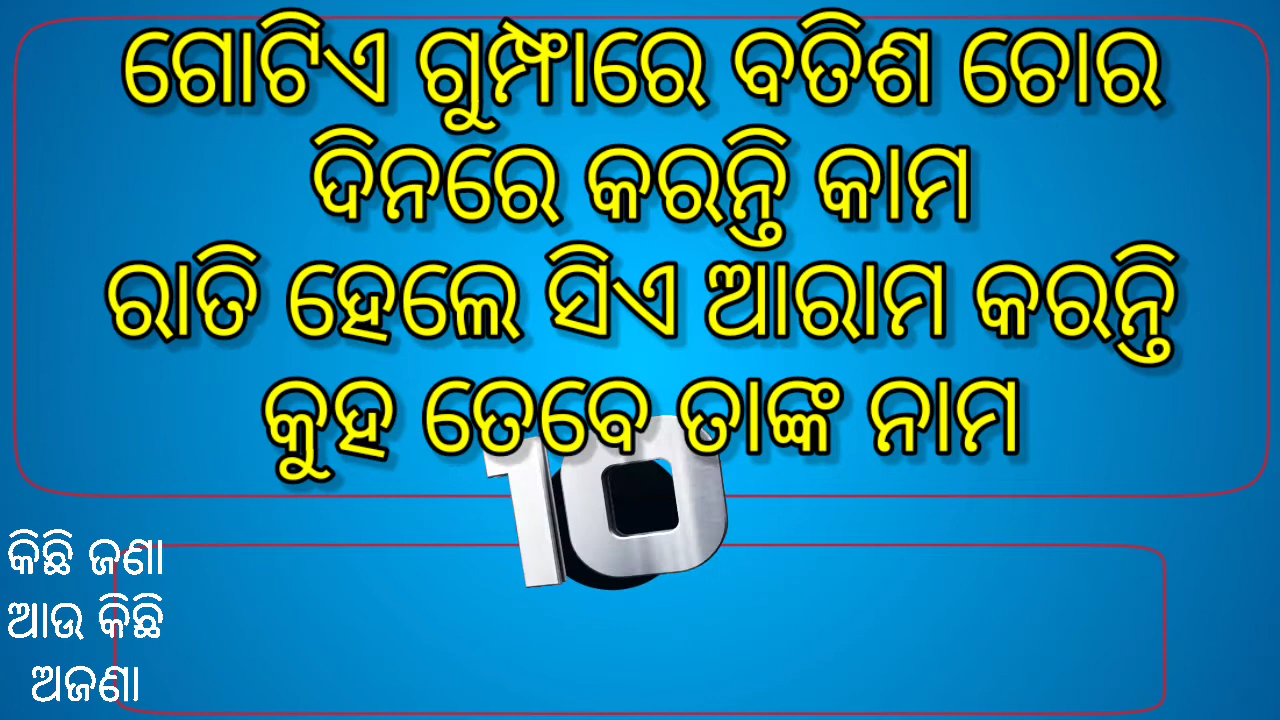 ଗୋଟିଏ ଗୁମ୍ଫାରେ ବତିଶ ଚୋର
ଦିନରେ କରନ୍ତି କାମ
ରାତି ହେଲେ ସିଏ ଆରାମ କରନ୍ତି
କୁହ ତେବେ ତାଙ୍କ ନାମ
10
କିଛି ଜଣା
ଆଉ କିଛି
ଅଜଣା